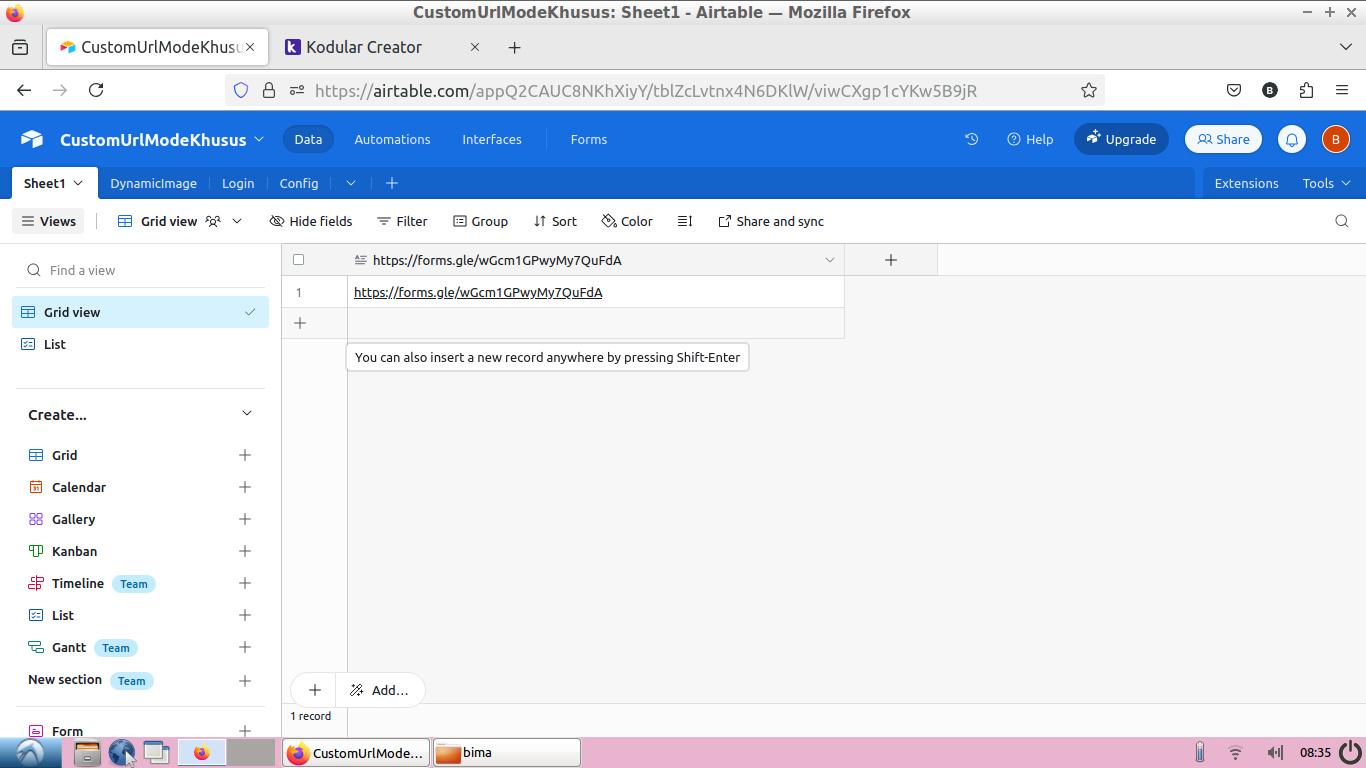 CustomUrlModeKhusus: Sheet1 - Airtable — Mozilla Firefox
CustomUrlModeKhusu
Kodular Creator
https://airtable.com/appQ2CAUC8NKhXiyY/tblZcLvtnx4N6DKlW/viwCXgp1cYKw5B9jR
B
CustomUrlModeKhusus
Data
Automations
Interfaces
Forms
Help
Upgrade
Share
B
Sheet1
DynamicImage
Login
Config
Extensions
Tools
Views
Grid view
Hide fields
Filter
Group
Sort
Color
Share and sync
Find a view
https://forms.gle/wGcm1GPwyMy7QuFdA
1 https://forms.gle/wGcm1GPwyMy7QuFdA
Grid view
List
You can also insert a new record anywhere by pressing Shift-Enter
Create...
Grid
Calendar
Gallery
Kanban
Timeline Team
List
Gantt Team
New section Team
Form
Add...
1 record
CustomUrlMode...
bima
08:35